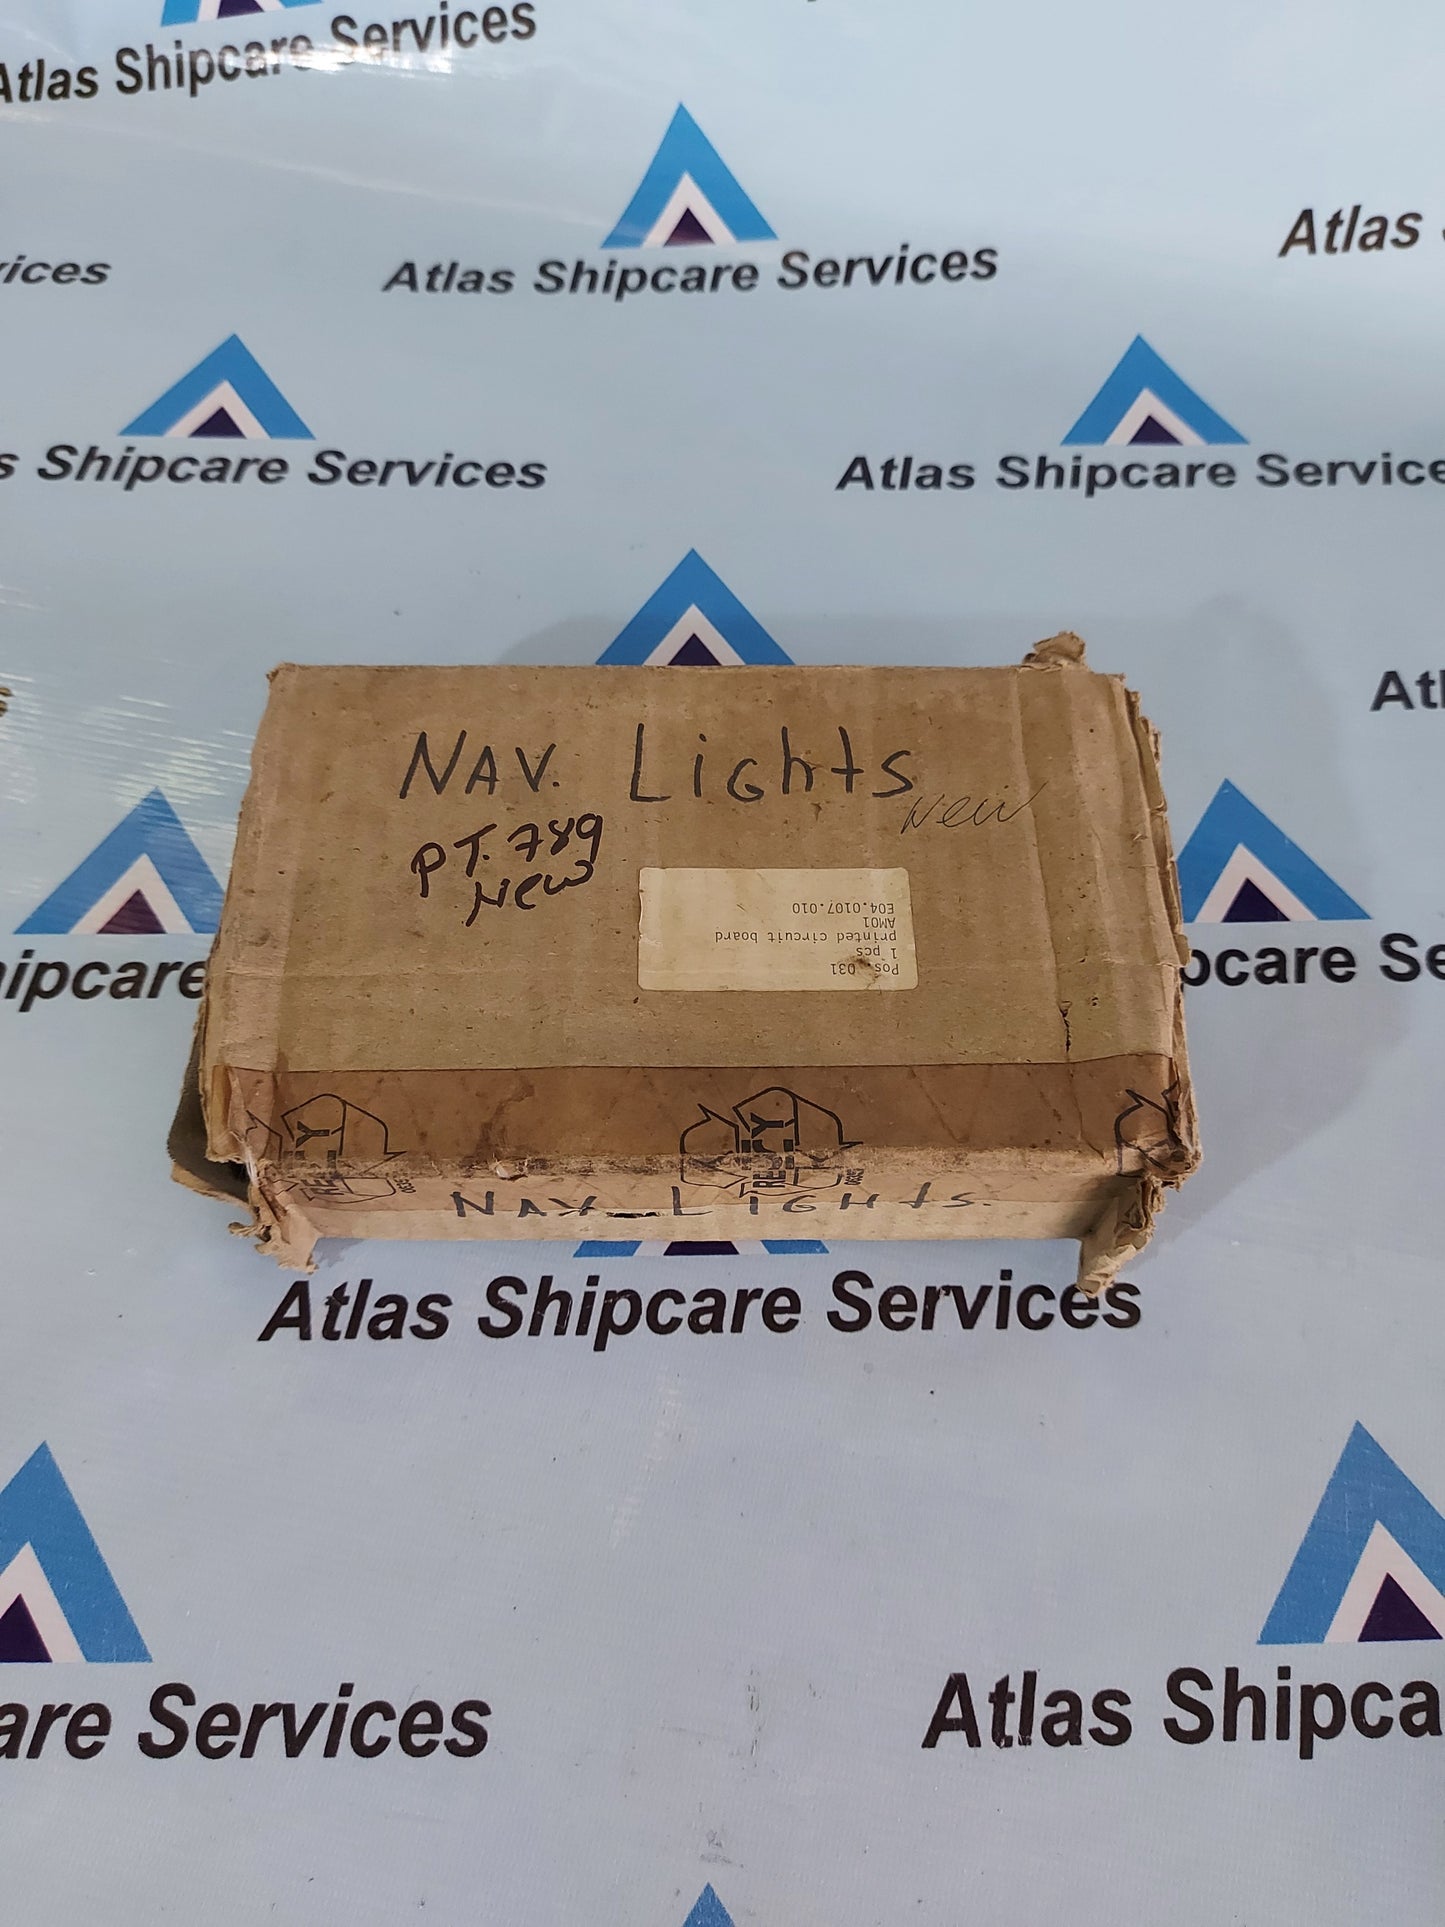 Atlas Shipcare Services
Atlas Shipcare Services
Atlas
ices
Shipcare Services
Atlas Shipcare Service
NAV. Lights
New
PT. 789
New
Pos. 031
1 pcs
printed circuit board
AM01
E04.0107.010
NAV Lights.
Atlas Shipcare Services
Care Se
are Services
Atlas Shipca